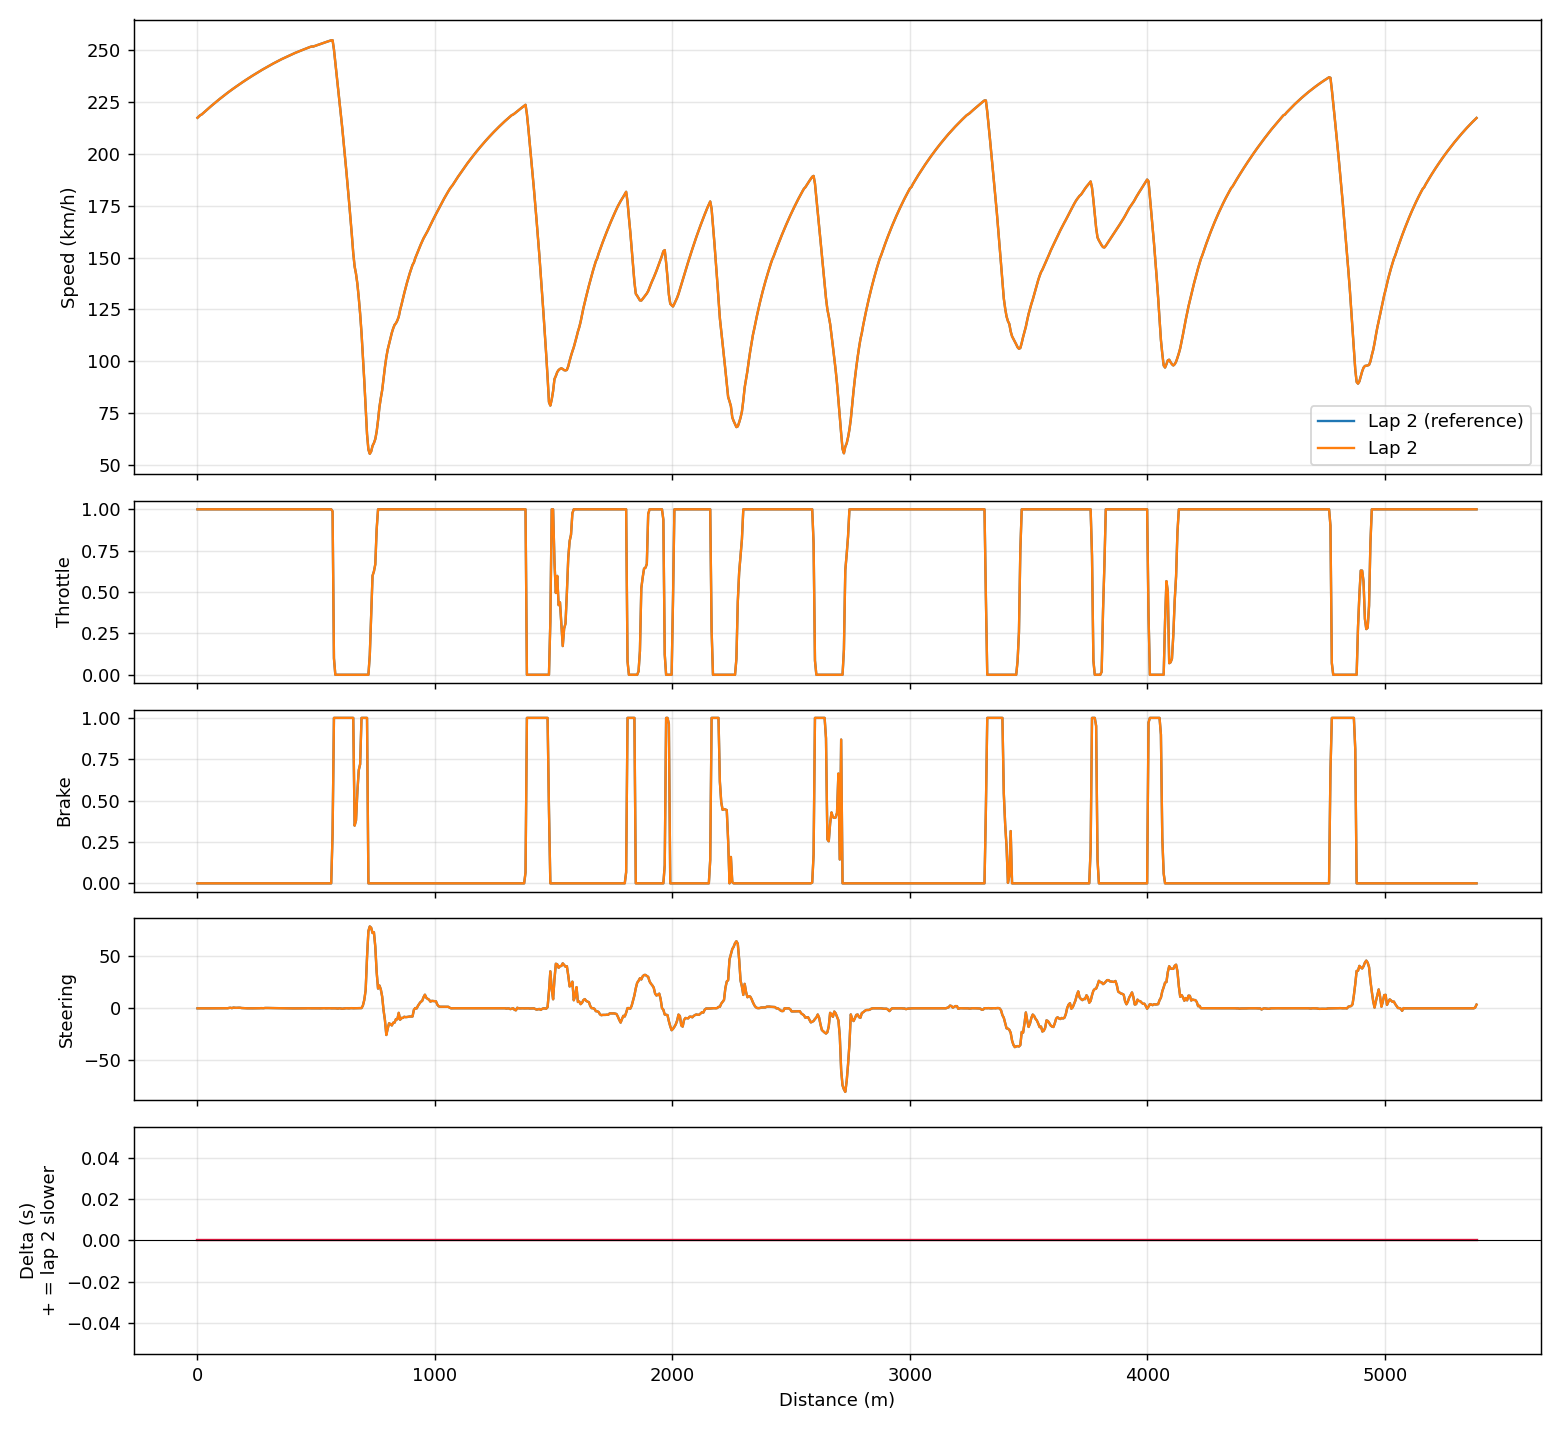 250
225
200
175
150
125
100
75
50
Speed (km/h)
Lap 2 (reference)
Lap 2
1.00
0.75
0.50
0.25
0.00
Throttle
1.00
0.75
0.50
0.25
0.00
Brake
50
0
−50
Steering
0.04
0.02
0.00
−0.02
−0.04
Delta (s)
+ = lap 2 slower
0 1000 2000 3000 4000 5000
Distance (m)